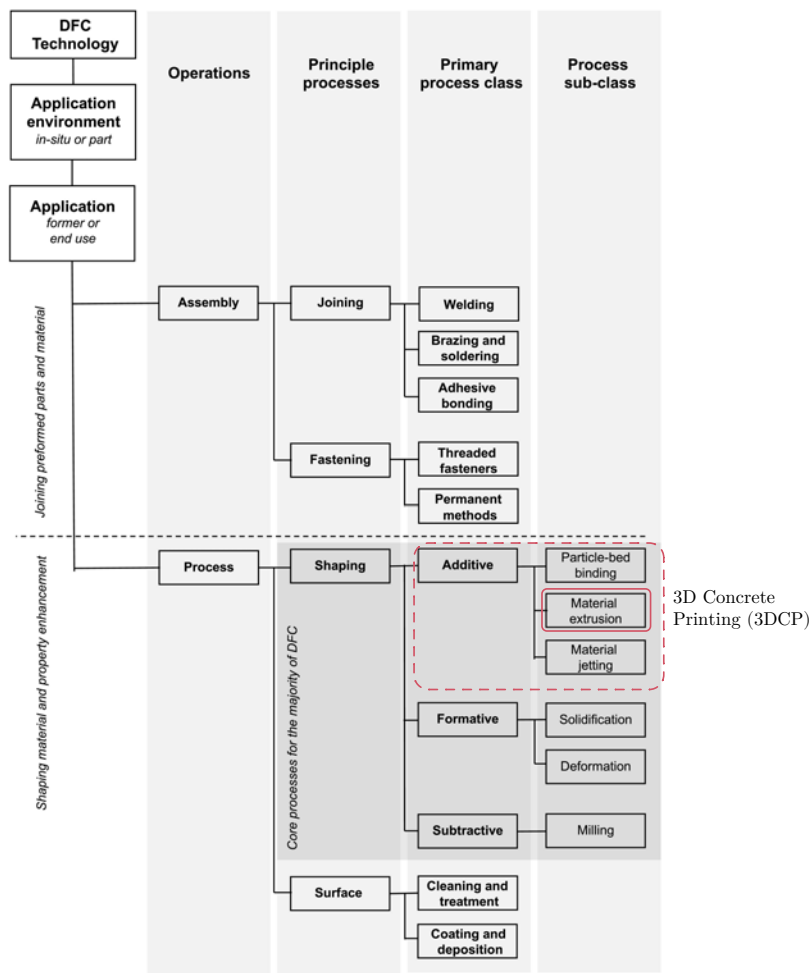 DFC
Technology
Operations
Principle
processes
Primary
process class
Process
sub-class
Application
environment
in-situ or part
Application
former or
end use
Joining preformed parts and material
Assembly
Joining
Welding
Brazing and
soldering
Adhesive
bonding
Fastening
Threaded
fasteners
Permanent
methods
Shaping material and property enhancement
Process
Core processes for the majority of DFC
Shaping
Additive
Particle-bed
binding
Material
extrusion
Material
jetting
3D Concrete
Printing (3DCP)
Formative
Solidification
Deformation
Subtractive
Milling
Surface
Cleaning and
treatment
Coating and
deposition